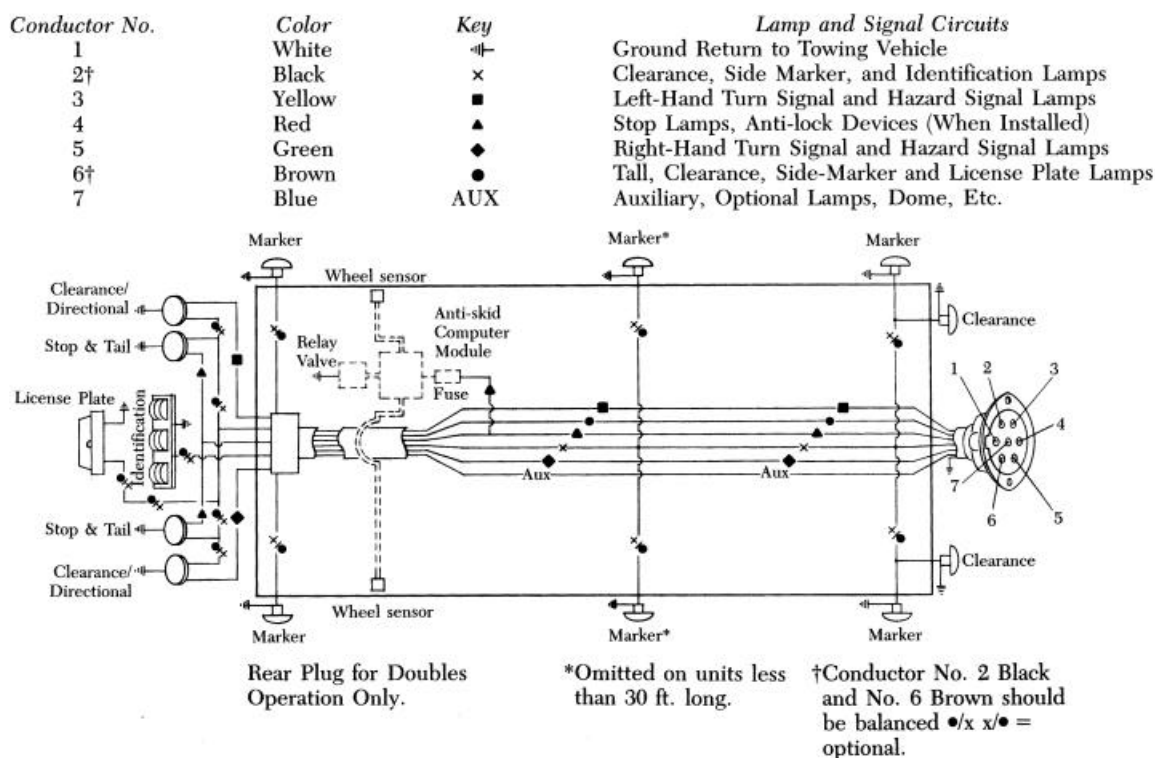 Conductor No. Color Key Lamp and Signal Circuits
1 White Ground Return to Towing Vehicle
2† Black × Clearance, Side Marker, and Identification Lamps
3 Yellow ■ Left-Hand Turn Signal and Hazard Signal Lamps
4 Red ▲ Stop Lamps, Anti-lock Devices (When Installed)
5 Green ◆ Right-Hand Turn Signal and Hazard Signal Lamps
6† Brown ● Tall, Clearance, Side-Marker and License Plate Lamps
7 Blue AUX Auxiliary, Optional Lamps, Dome, Etc.
Marker
Marker*
Marker
Wheel sensor
Clearance/
Directional
Anti-skid
Computer
Module
Clearance
Stop & Tail
Relay
Valve
Fuse
1
2
3
4
License Plate
Identification
Aux
Aux
7
6
5
Stop & Tail
Clearance/
Directional
Clearance
Wheel sensor
Marker
Marker*
Marker
Rear Plug for Doubles
Operation Only.
*Omitted on units less
than 30 ft. long.
†Conductor No. 2 Black
and No. 6 Brown should
be balanced ●/x x/● =
optional.